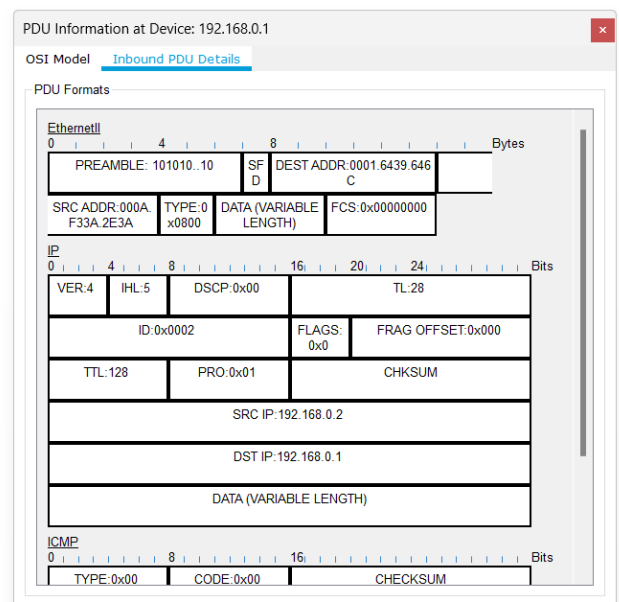 PDU Information at Device: 192.168.0.1
x
OSI Model Inbound PDU Details
PDU Formats
EthernetII
0 4 8 Bytes
PREAMBLE: 101010..10 SF DEST ADDR:0001.6439.646
D C
SRC ADDR:000A. TYPE:0 DATA (VARIABLE FCS:0x00000000
F33A.2E3A x0800 LENGTH)
IP
0 4 8 16 20 24 Bits
VER:4 IHL:5 DSCP:0x00 TL:28
ID:0x0002 FLAGS: FRAG OFFSET:0x000
0x0
TTL:128 PRO:0x01 CHKSUM
SRC IP:192.168.0.2
DST IP:192.168.0.1
DATA (VARIABLE LENGTH)
ICMP
0 8 16 Bits
TYPE:0x00 CODE:0x00 CHECKSUM